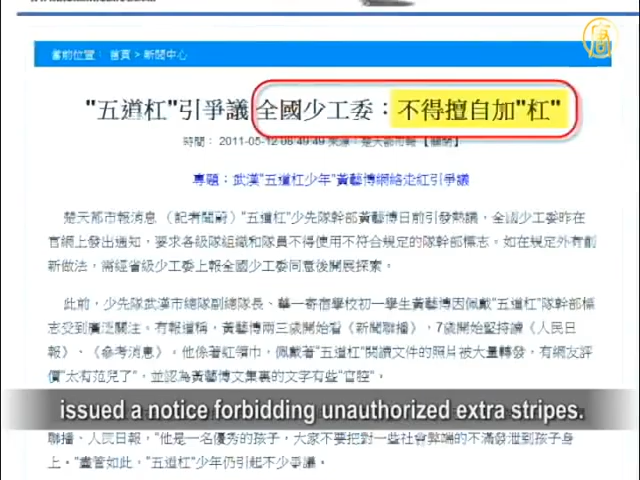 當前位置： 首頁 > 新聞中心
"五道杠"引爭議 全國少工委：不得擅自加"杠"
時間： 2011-05-12 08:49:49 來源：楚天都市報 【關閉】
專題：武漢"五道杠少年"黃藝博網絡走紅引爭議
楚天都市報消息 （記者閻蔚）"五道杠"少先隊幹部黃藝博日前引發熱議，全國少工委昨在
官網上發出通知，要求各級隊組織和隊員不得使用不符合規定的隊幹部標志。如在規定外有創
新做法，需經省級少工委上報全國少工委同意後開展探索。
此前，少先隊武漢市總隊副總隊長、華一寄宿學校初一學生黃藝博因佩戴"五道杠"隊幹部標
志受到廣泛關注。有報道稱，黃藝博兩三歲開始看《新聞聯播》，7歲開始堅持讀《人民日
報》、《參考消息》。他係著紅領巾，佩戴著"五道杠"閱讀文件的照片被大量轉發，有網友評
價"太有范兒了"，並認為黃藝博文集裏的文字有些"官腔"。
issued a notice forbidding unauthorized extra stripes.
聯播、人民日報，"他是一名優秀的孩子，大家不要把對一些社會弊端的不滿發泄到孩子身
上。"盡管如此，"五道杠"少年仍引起不少爭議。